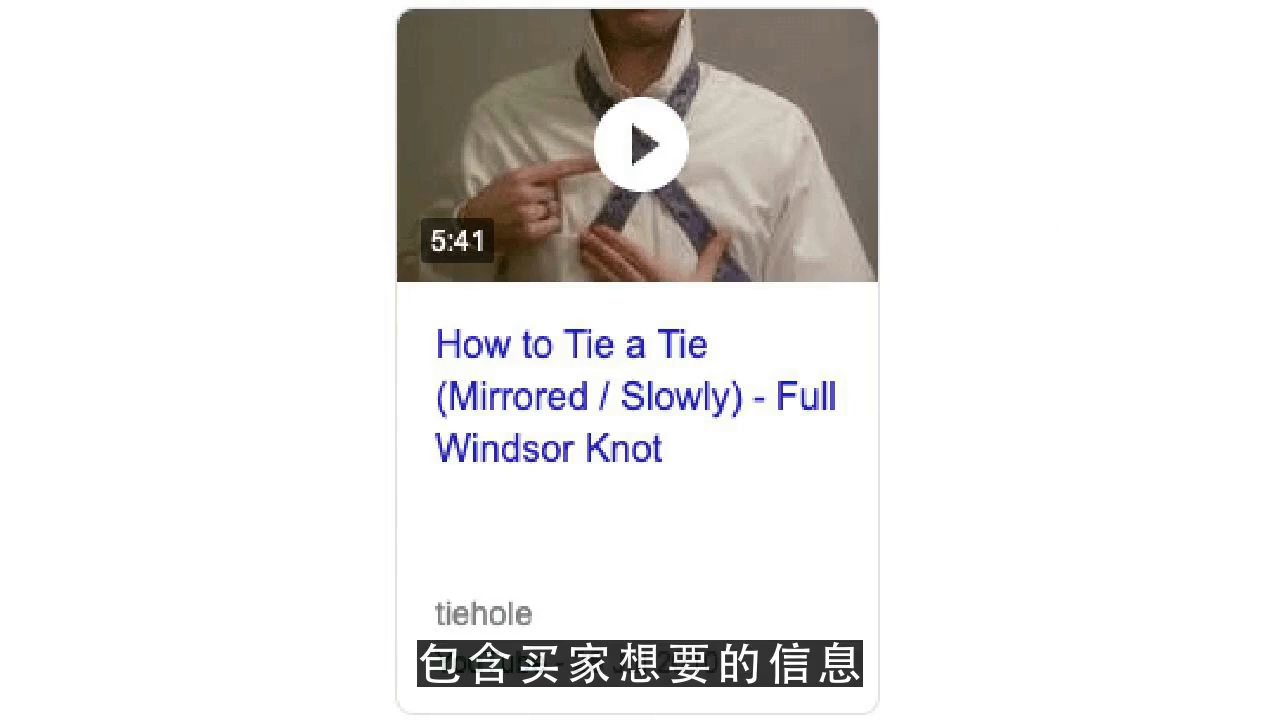 5:41
How to Tie a Tie
(Mirrored / Slowly) - Full
Windsor Knot
tiehole
包含买家想要的信息